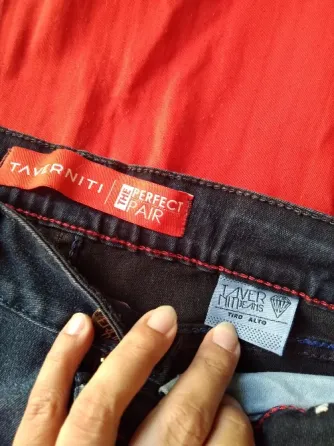 TAVERNITI | THE PERFECT PAIR
TAVER
NITI JEANS
TIRO ALTO